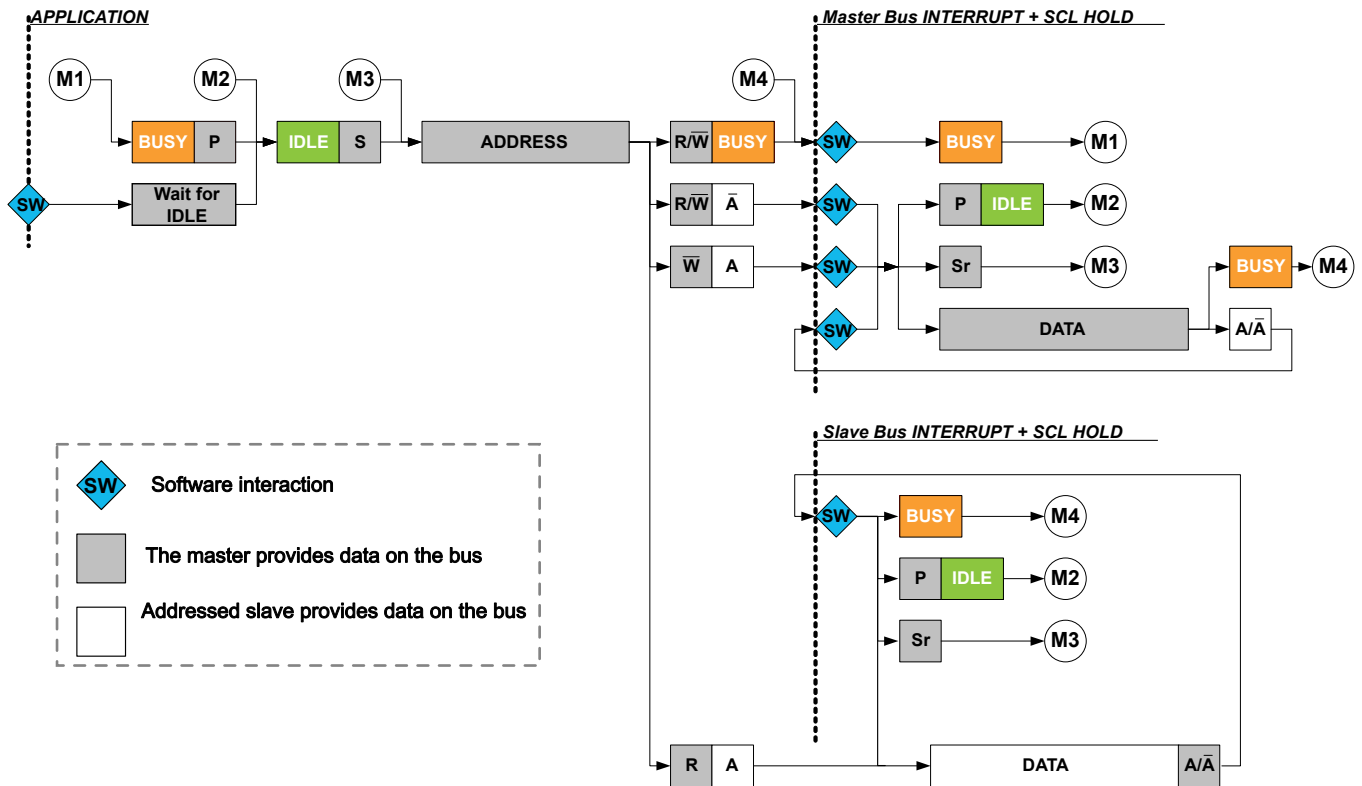 APPLICATION
Master Bus INTERRUPT + SCL HOLD
M1
M2
M3
M4
BUSY P
IDLE S
ADDRESS
R/W̅ BUSY
SW
BUSY
M1
SW
Wait for
IDLE
R/W̅ A̅
SW
P IDLE
M2
W̅ A
SW
Sr
M3
BUSY
M4
SW
DATA
A/A̅
Slave Bus INTERRUPT + SCL HOLD
SW
Software interaction
The master provides data on the bus
Addressed slave provides data on the bus
SW
BUSY
M4
P IDLE
M2
Sr
M3
R A
DATA
A/A̅